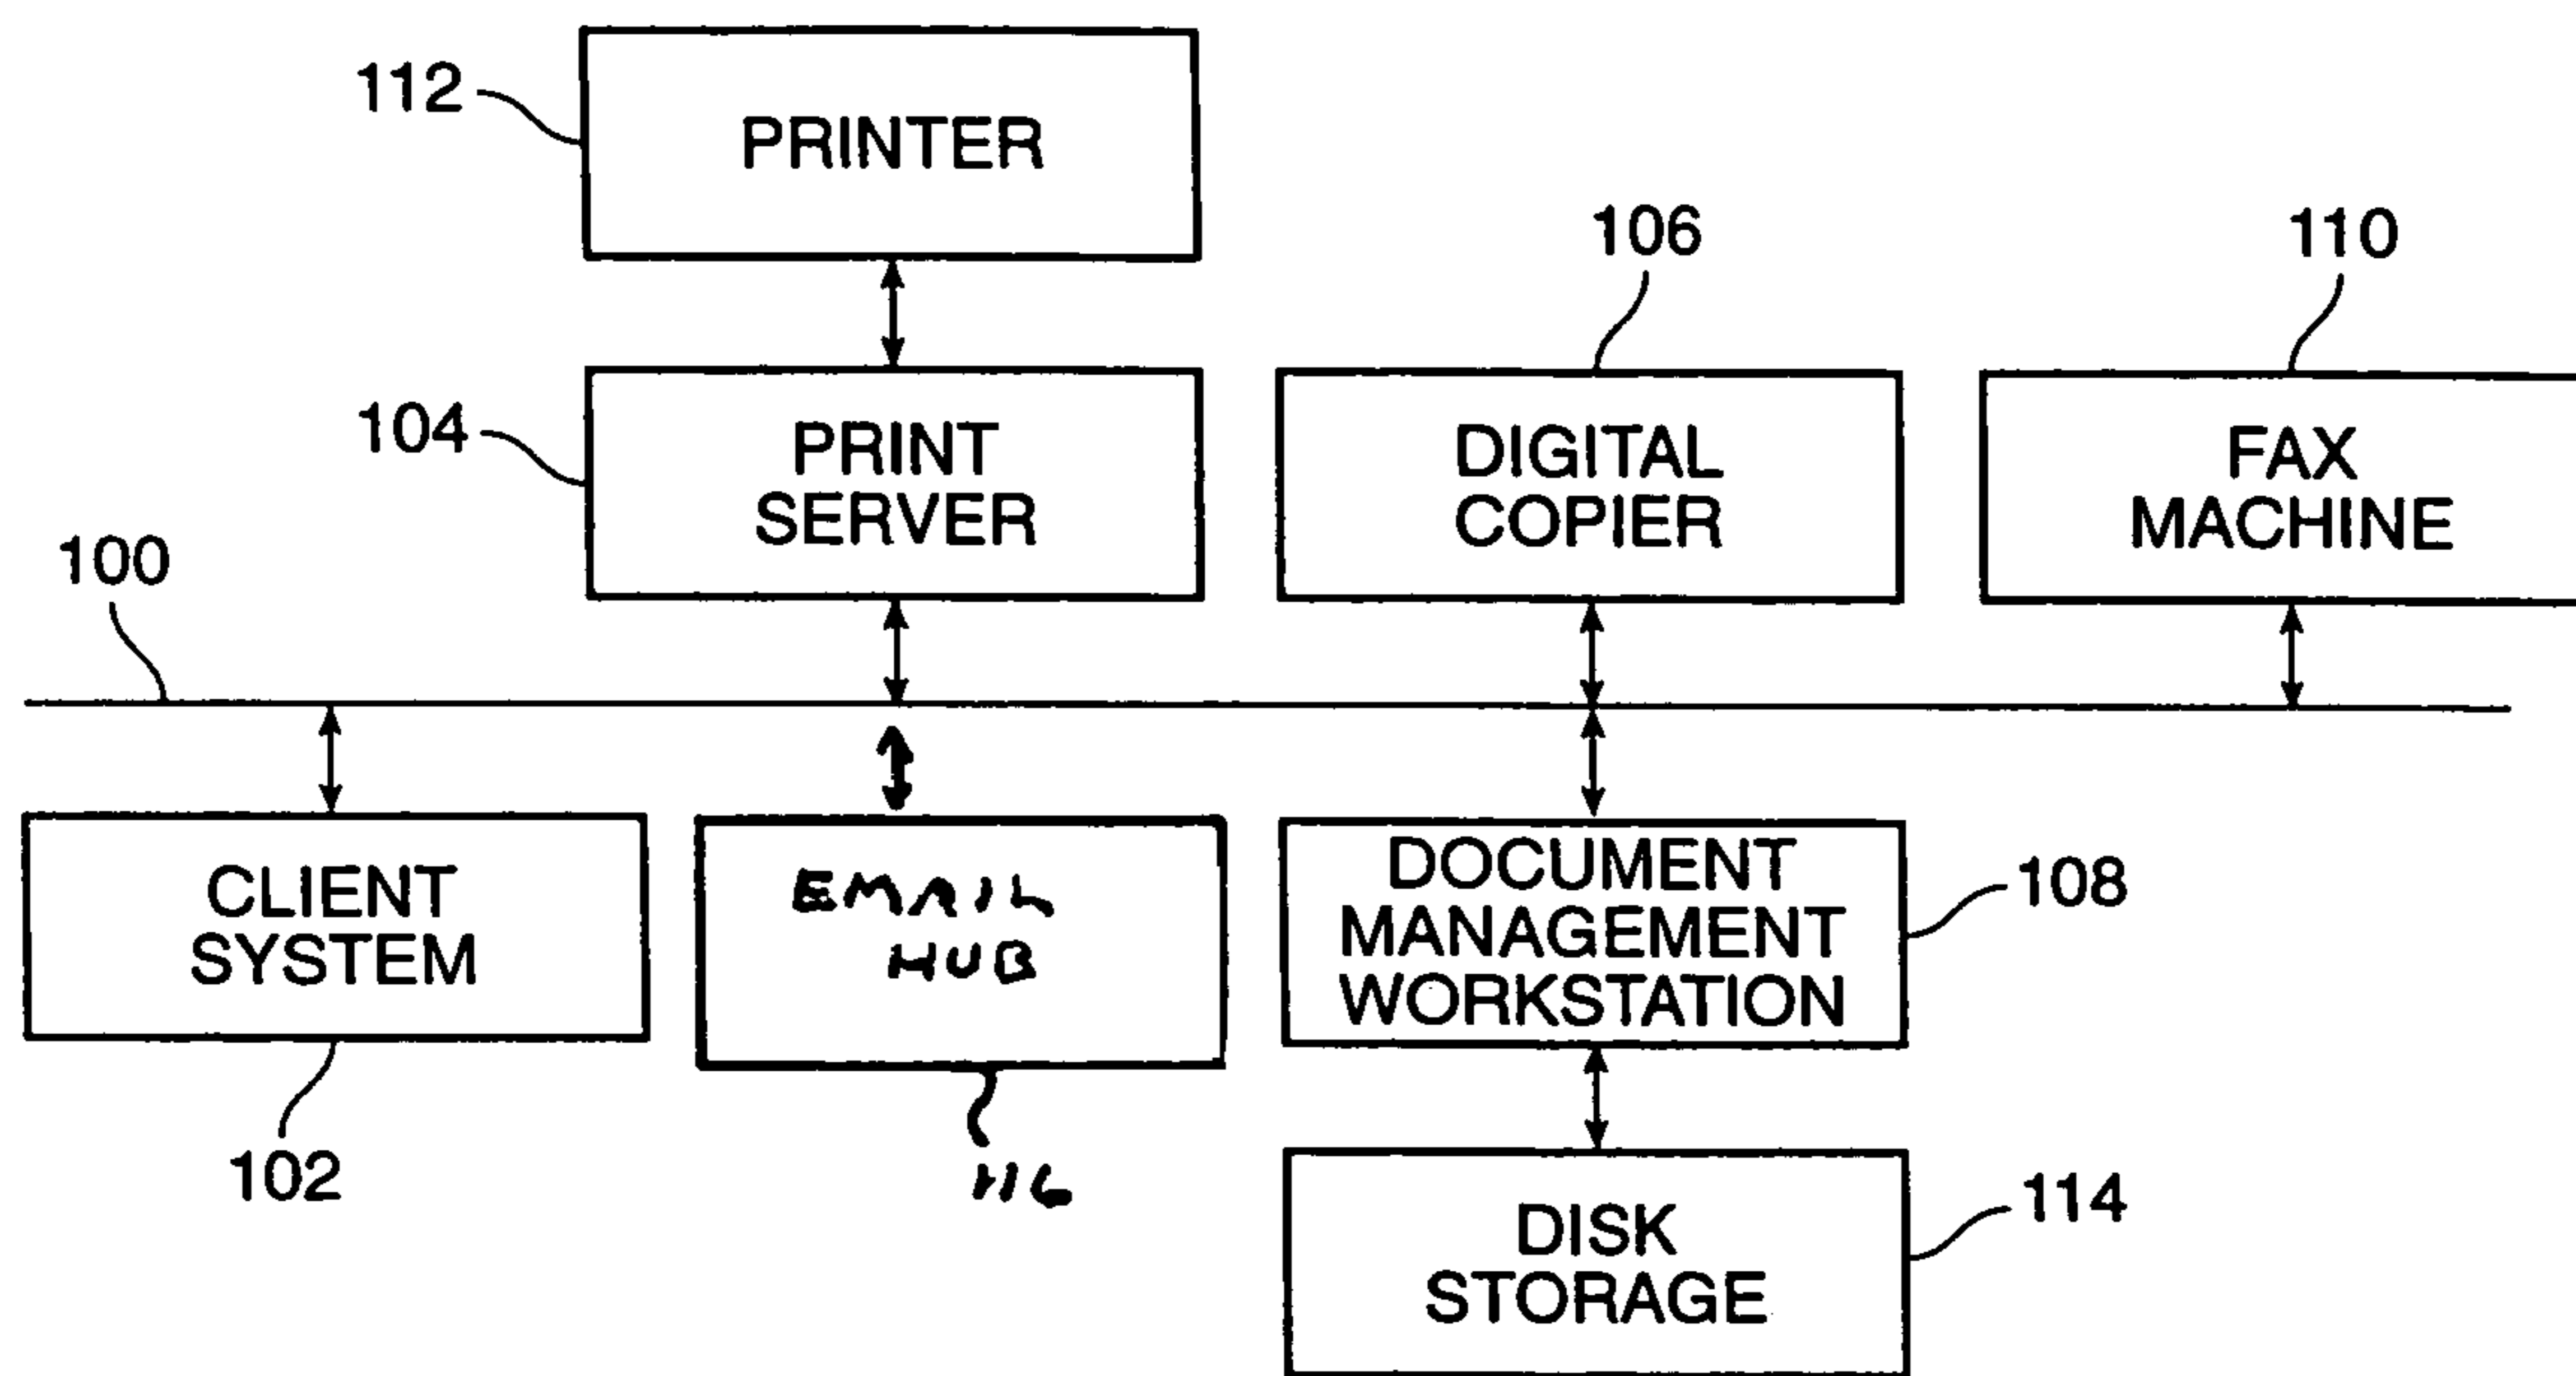 112
PRINTER
106
110
104
PRINT
SERVER
DIGITAL
COPIER
FAX
MACHINE
100
CLIENT
SYSTEM
EMAIL
HUB
DOCUMENT
MANAGEMENT
WORKSTATION
108
102
116
DISK
STORAGE
114